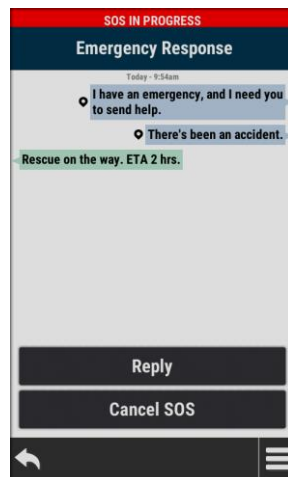 SOS IN PROGRESS
Emergency Response
Today - 9:54am
I have an emergency, and I need you
to send help.
There's been an accident.
Rescue on the way. ETA 2 hrs.
Reply
Cancel SOS